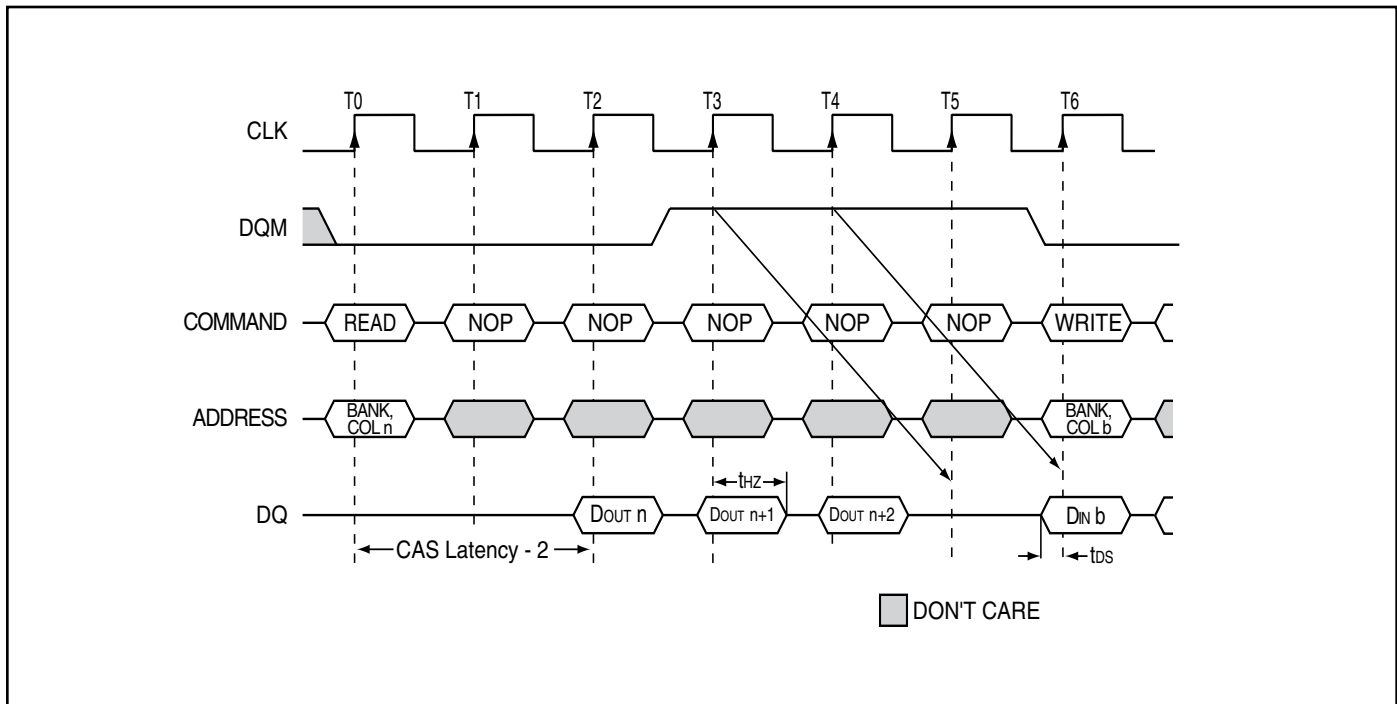 T0 T1 T2 T3 T4 T5 T6
CLK
DQM
COMMAND READ NOP NOP NOP NOP NOP WRITE
ADDRESS BANK, COL n BANK, COL b
tHZ
DQ DOUT n DOUT n+1 DOUT n+2 DIN b
CAS Latency - 2 tDS
DON'T CARE